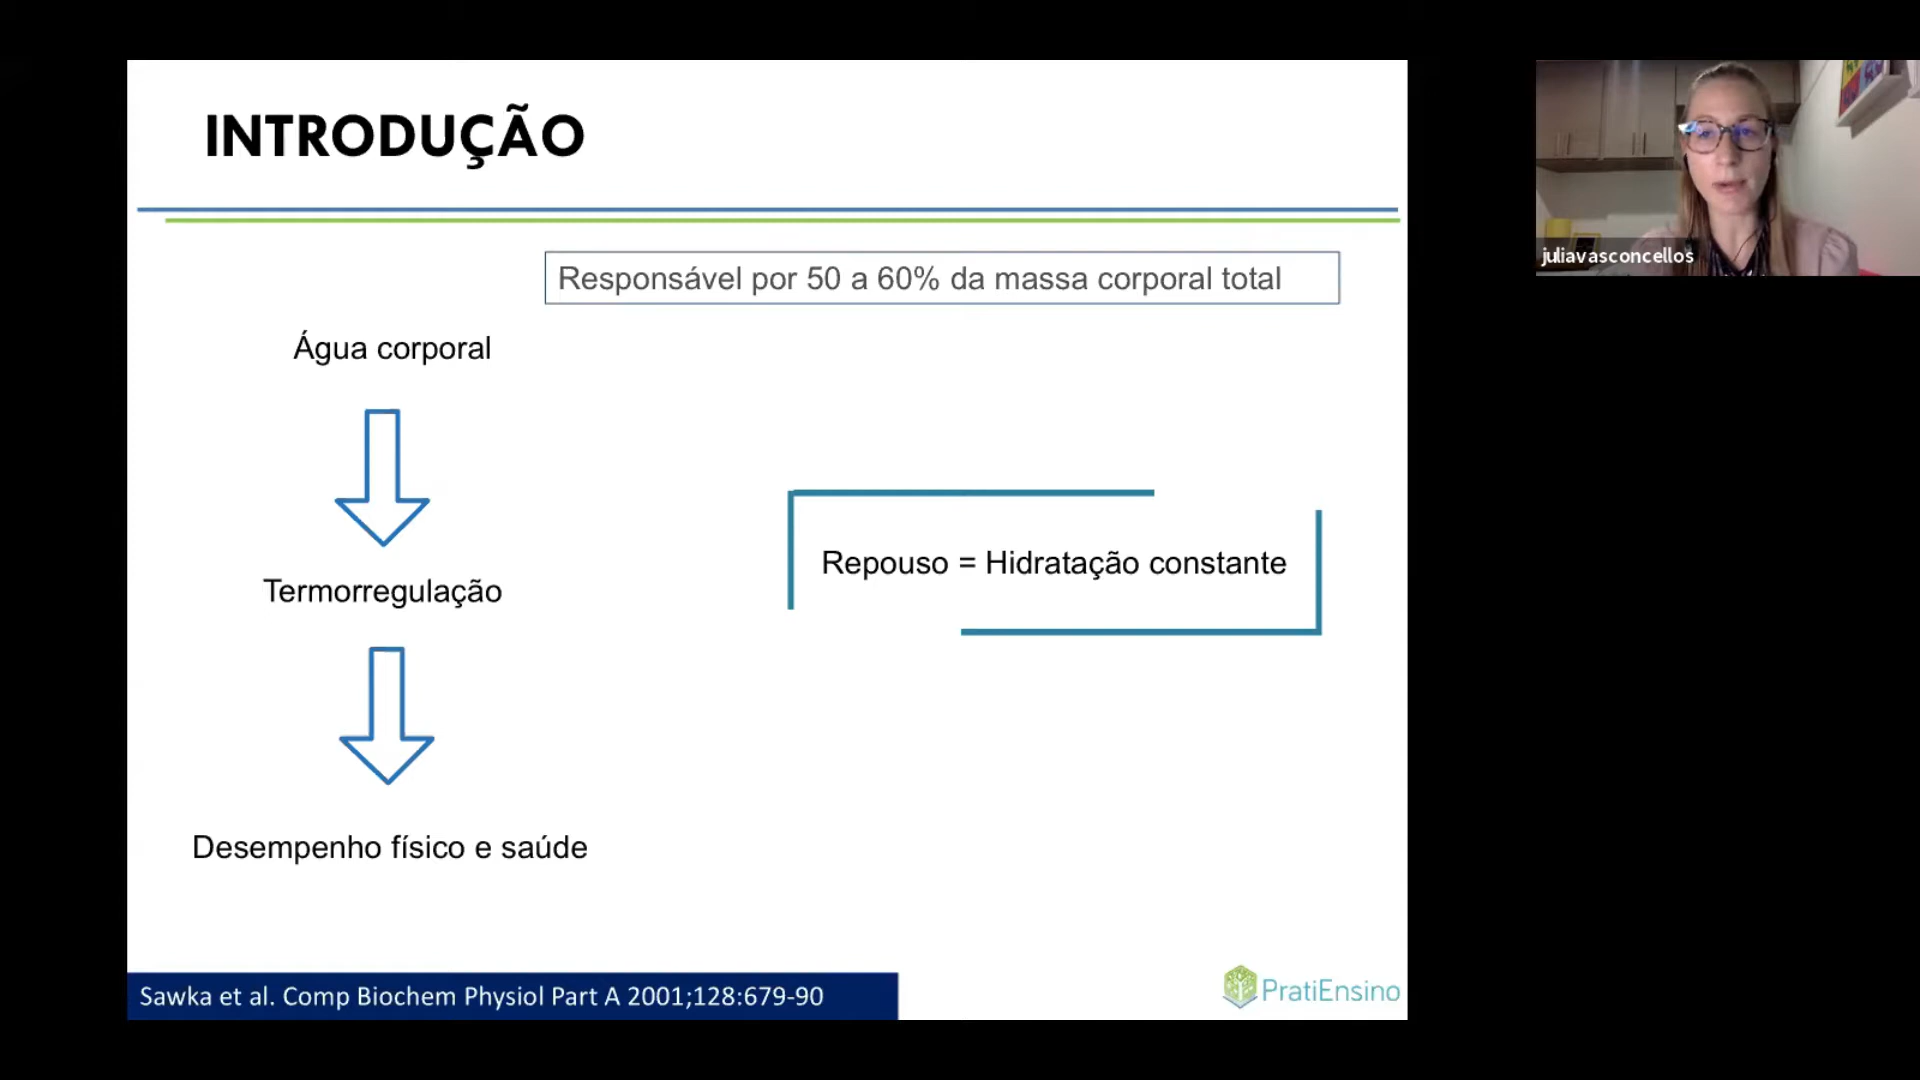 INTRODUÇÃO
Responsável por 50 a 60% da massa corporal total
Água corporal
Repouso = Hidratação constante
Termorregulação
Desempenho físico e saúde
Sawka et al. Comp Biochem Physiol Part A 2001;128:679-90
PratiEnsino
juliavasconcellos